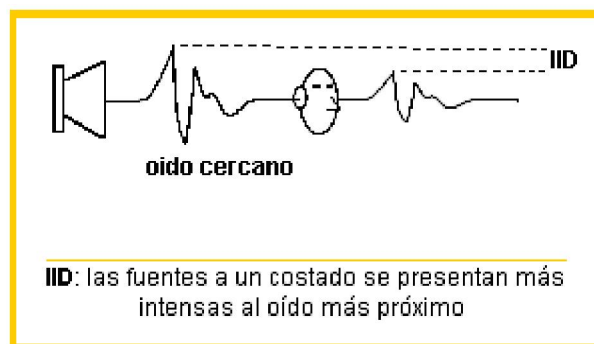 IID
oido cercano
IID: las fuentes a un costado se presentan más
intensas al oído más próximo